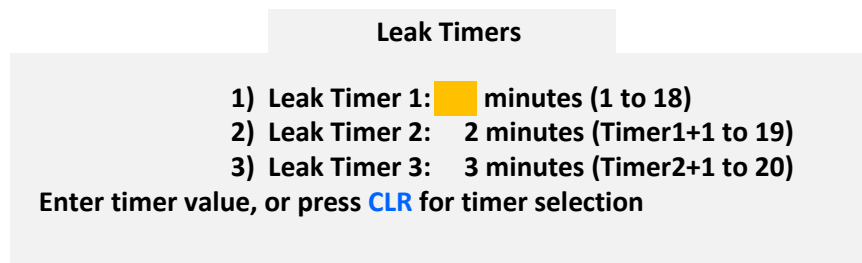 Leak Timers
1) Leak Timer 1: minutes (1 to 18)
2) Leak Timer 2: 2 minutes (Timer1+1 to 19)
3) Leak Timer 3: 3 minutes (Timer2+1 to 20)
Enter timer value, or press CLR for timer selection